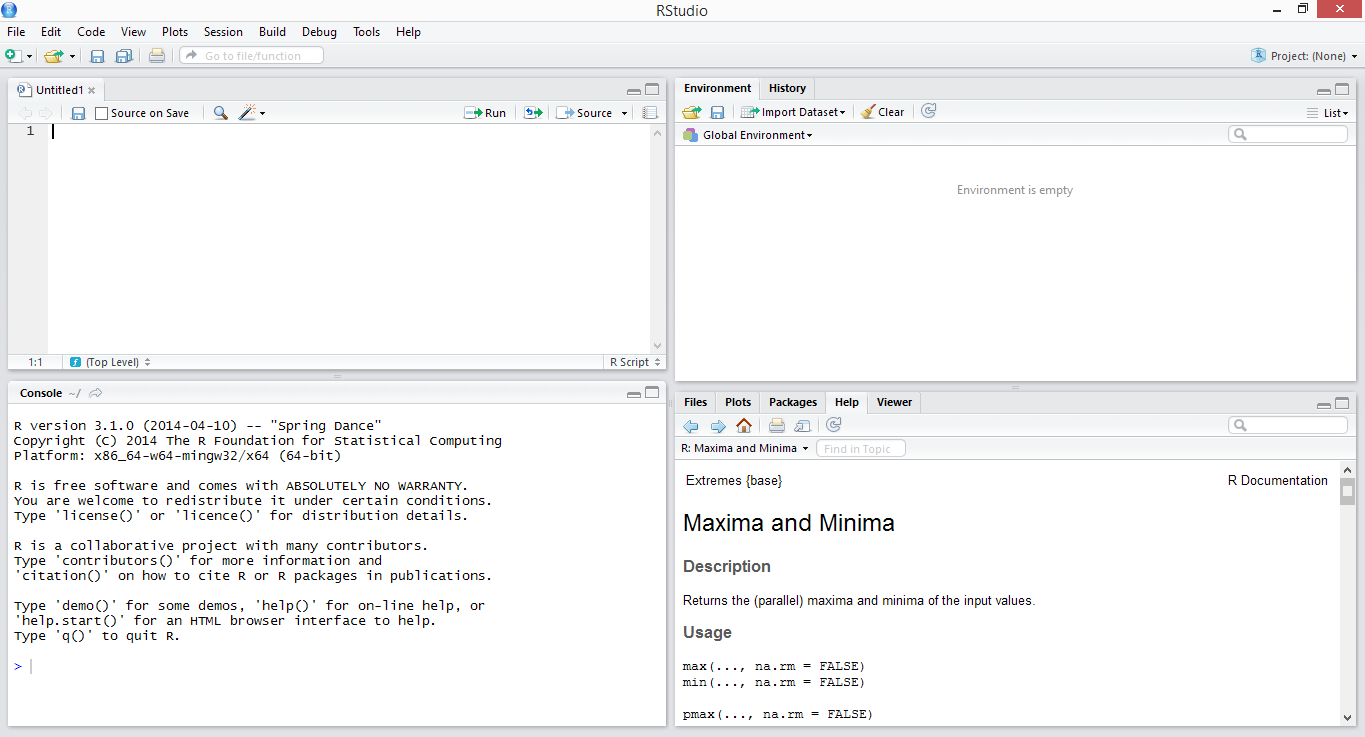 RStudio
File Edit Code View Plots Session Build Debug Tools Help
Go to file/function
Project: (None)
Untitled1
Source on Save
Run
Source
1
1:1
(Top Level)
R Script
Console ~/
R version 3.1.0 (2014-04-10) -- "Spring Dance"
Copyright (C) 2014 The R Foundation for Statistical Computing
Platform: x86_64-w64-mingw32/x64 (64-bit)
R is free software and comes with ABSOLUTELY NO WARRANTY.
You are welcome to redistribute it under certain conditions.
Type 'license()' or 'licence()' for distribution details.
R is a collaborative project with many contributors.
Type 'contributors()' for more information and
'citation()' on how to cite R or R packages in publications.
Type 'demo()' for some demos, 'help()' for on-line help, or
'help.start()' for an HTML browser interface to help.
Type 'q()' to quit R.
>
Environment History
Import Dataset Clear
List
Global Environment
Environment is empty
Files Plots Packages Help Viewer
R: Maxima and Minima Find in Topic
Extremes {base} R Documentation
Maxima and Minima
Description
Returns the (parallel) maxima and minima of the input values.
Usage
max(..., na.rm = FALSE)
min(..., na.rm = FALSE)
pmax(..., na.rm = FALSE)